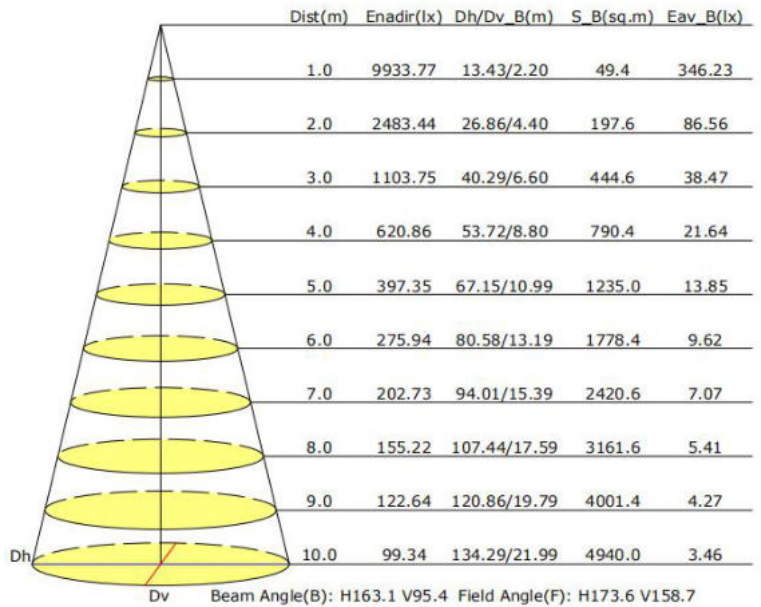 Dist(m) Enadir(lx) Dh/Dv_B(m) S_B(sq.m) Eav_B(lx)
1.0 9933.77 13.43/2.20 49.4 346.23
2.0 2483.44 26.86/4.40 197.6 86.56
3.0 1103.75 40.29/6.60 444.6 38.47
4.0 620.86 53.72/8.80 790.4 21.64
5.0 397.35 67.15/10.99 1235.0 13.85
6.0 275.94 80.58/13.19 1778.4 9.62
7.0 202.73 94.01/15.39 2420.6 7.07
8.0 155.22 107.44/17.59 3161.6 5.41
9.0 122.64 120.86/19.79 4001.4 4.27
Dh 10.0 99.34 134.29/21.99 4940.0 3.46
Dv Beam Angle(B): H163.1 V95.4 Field Angle(F): H173.6 V158.7